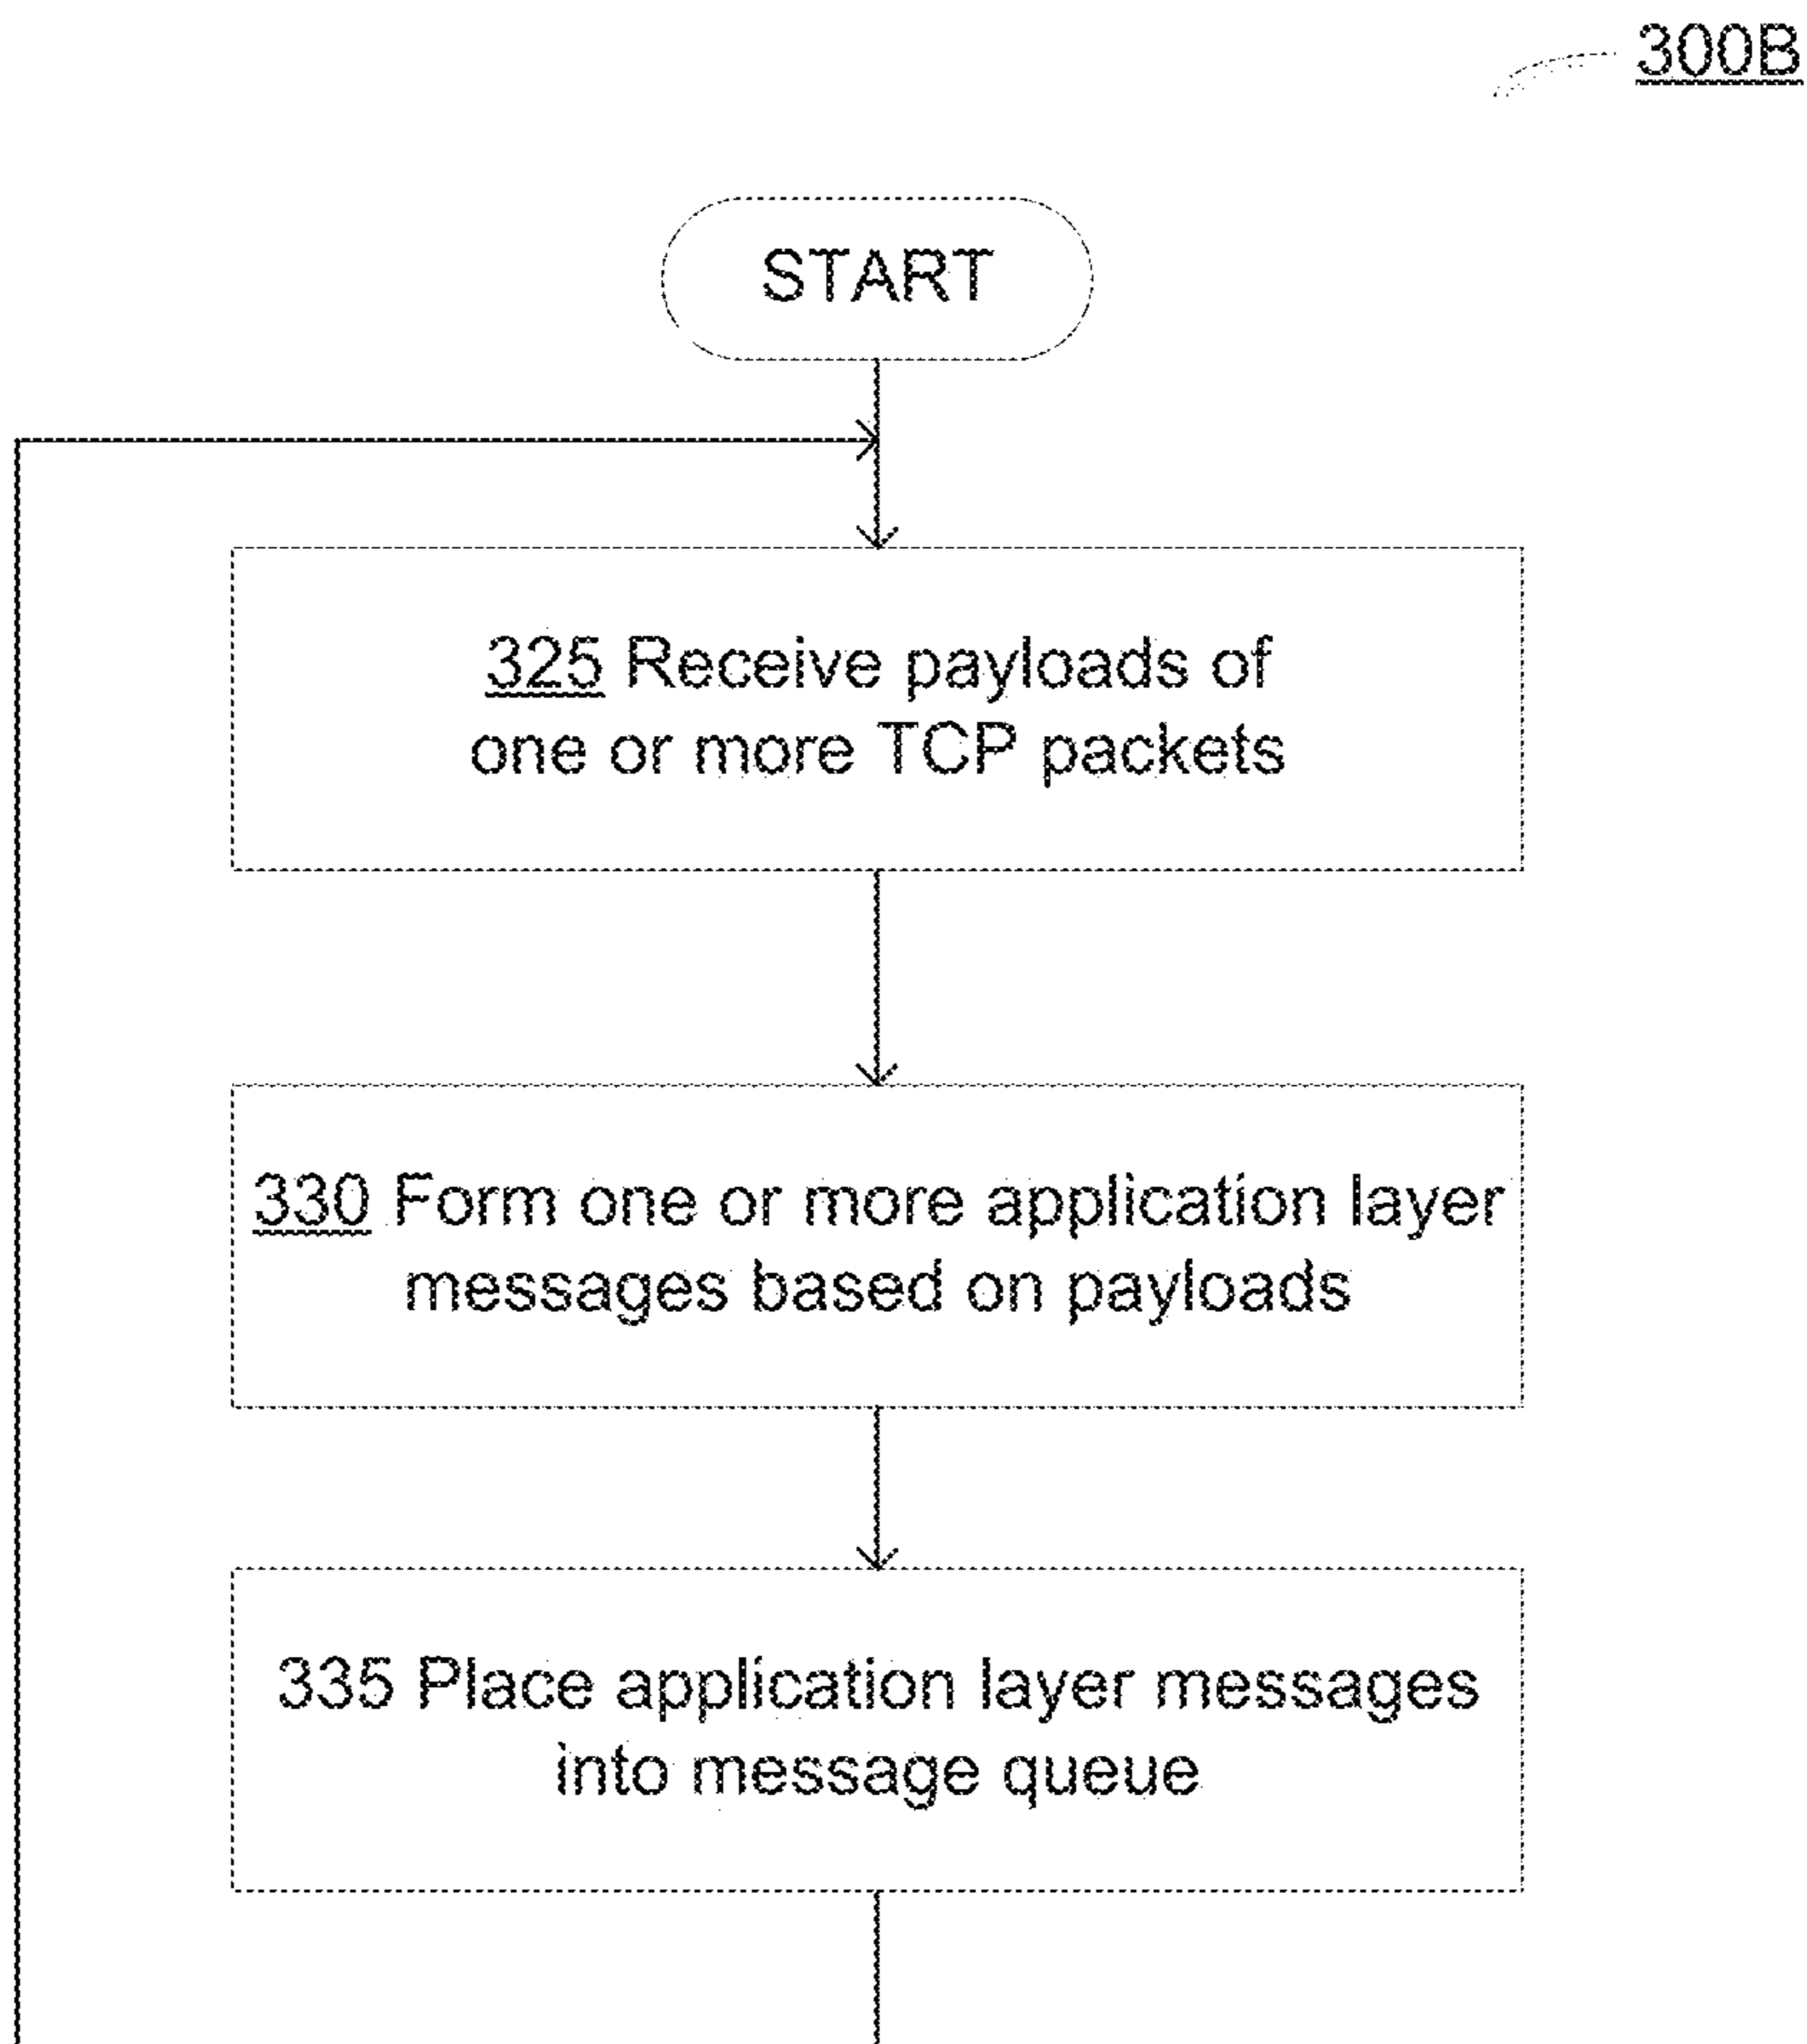 300B
START
325 Receive payloads of
one or more TCP packets
330 Form one or more application layer
messages based on payloads
335 Place application layer messages
into message queue